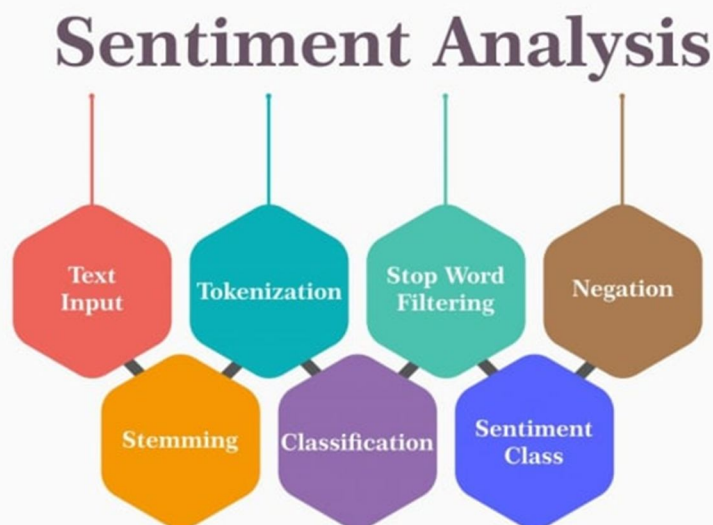 Sentiment Analysis
Text
Input
Tokenization
Stop Word
Filtering
Negation
Stemming
Classification
Sentiment
Class